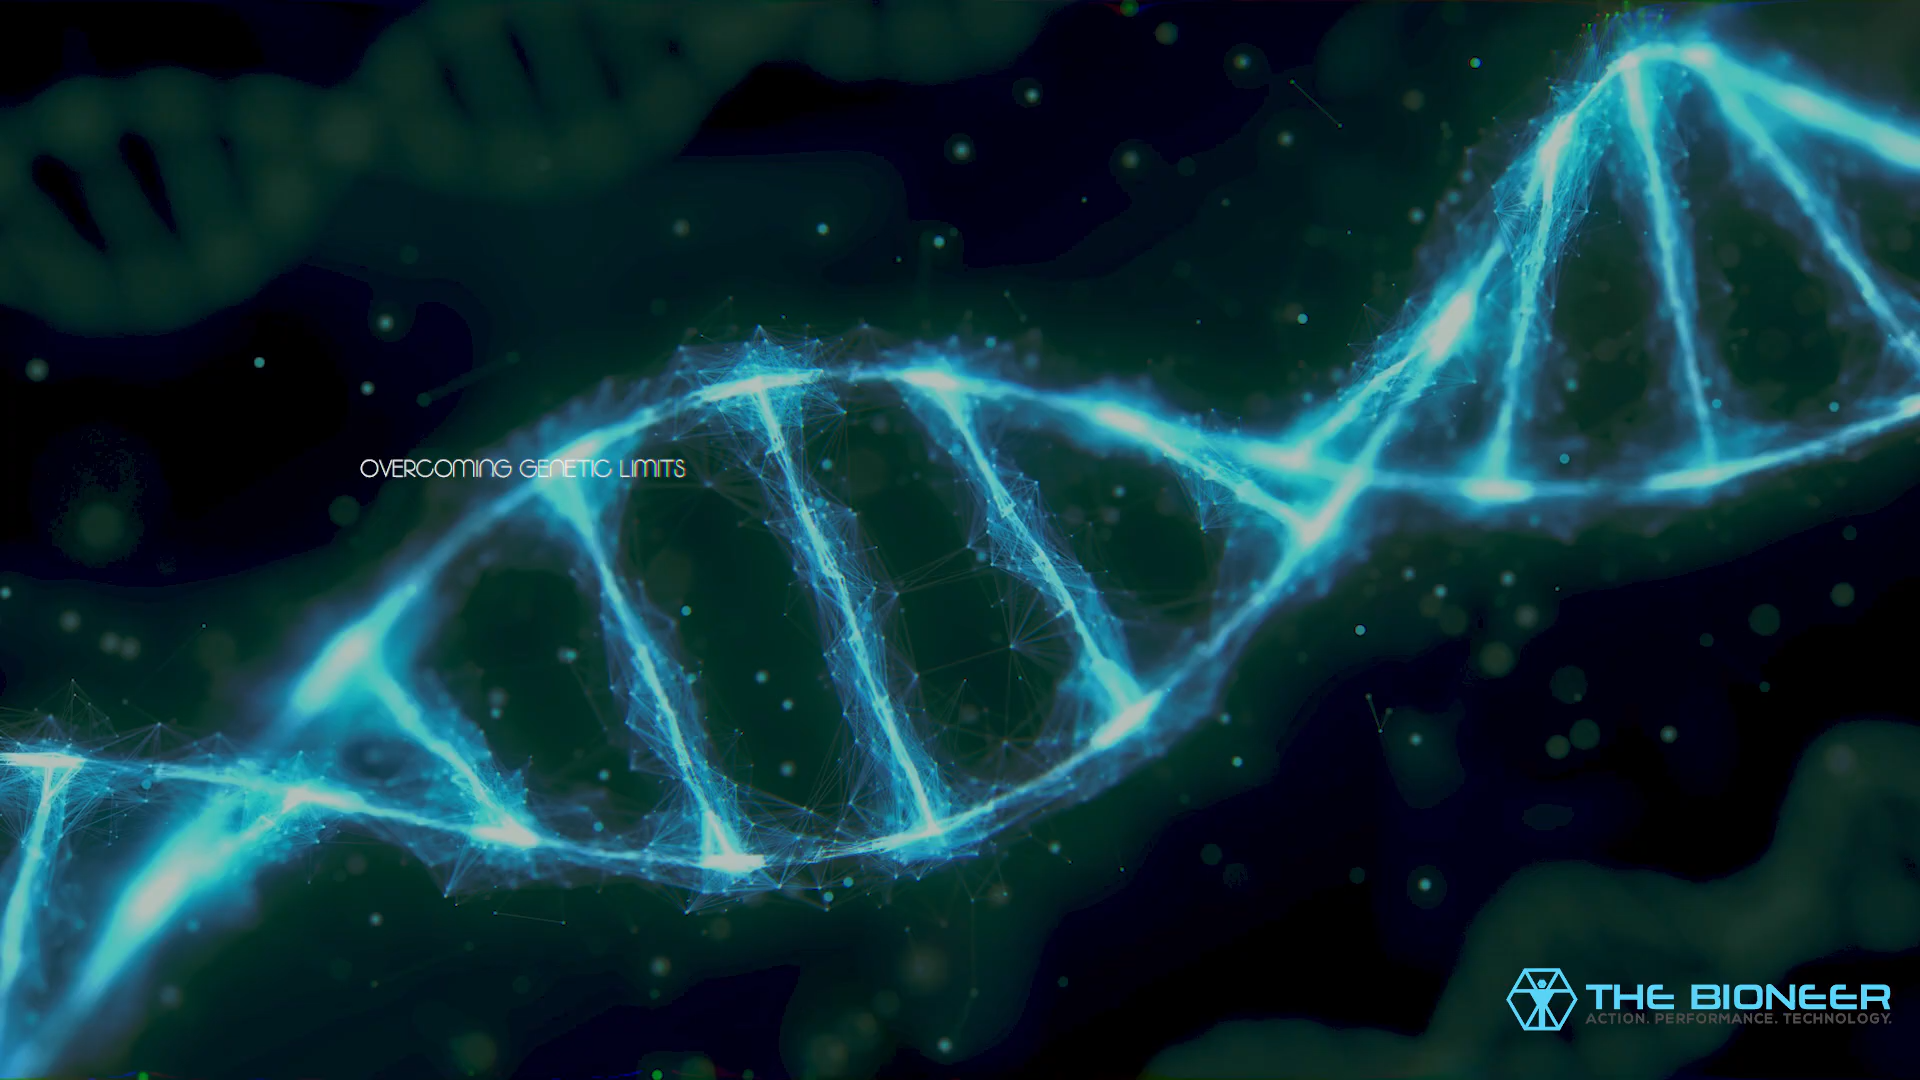 OVERCOMING GENETIC LIMITS
THE BIONEER
ACTION. PERFORMANCE. TECHNOLOGY.